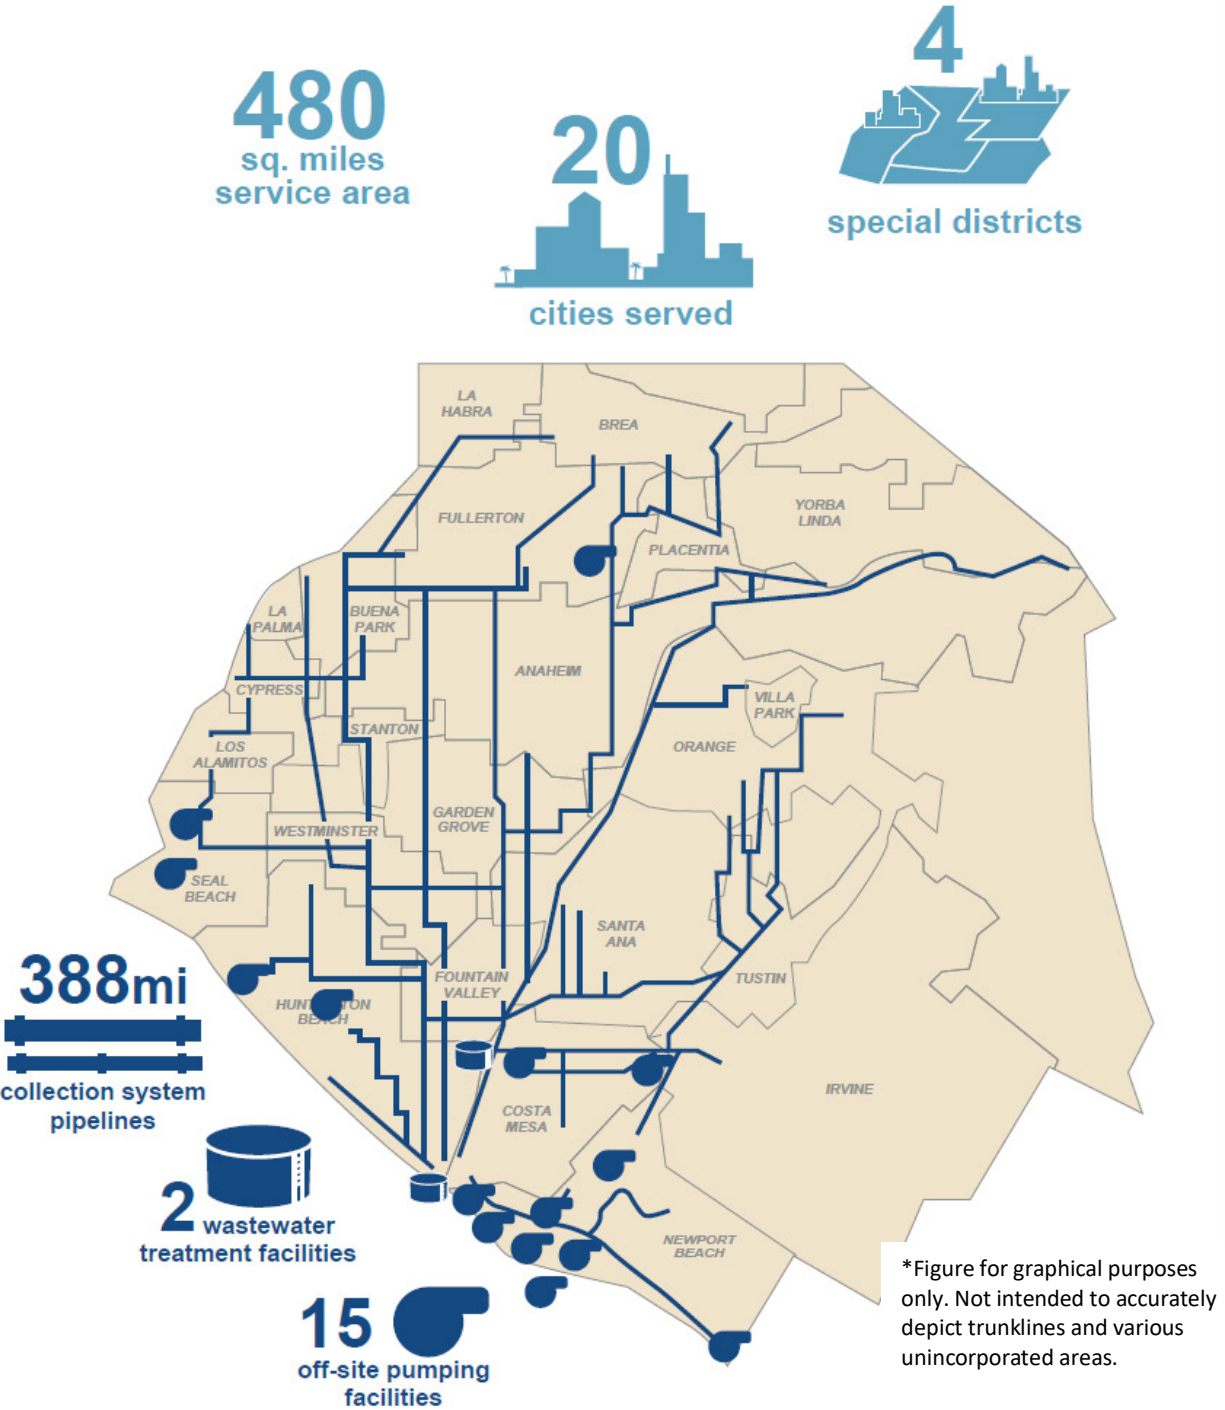 480
sq. miles
service area
20
cities served
4
special districts
LA
HABRA
BREA
FULLERTON
YORBA
LINDA
PLACENTIA
LA
PALMA
BUENA
PARK
ANAHEIM
CYPRESS
VILLA
PARK
STANTON
ORANGE
LOS
ALAMITOS
GARDEN
GROVE
WESTMINSTER
SEAL
BEACH
SANTA
ANA
FOUNTAIN
VALLEY
TUSTIN
388mi
collection system
pipelines
HUNT TON
BEACH
IRVINE
COSTA
MESA
2 wastewater
treatment facilities
NEWPORT
BEACH
15
off-site pumping
facilities
*Figure for graphical purposes
only. Not intended to accurately
depict trunklines and various
unincorporated areas.